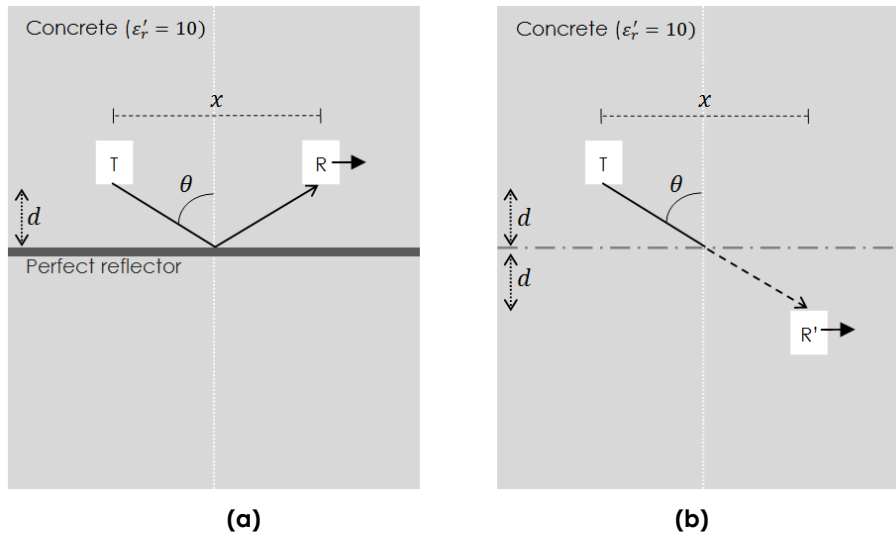 Concrete (ε′ᵣ = 10)
x
T
R
θ
d
Perfect reflector
(a)
Concrete (ε′ᵣ = 10)
x
T
θ
d
d
R'
(b)